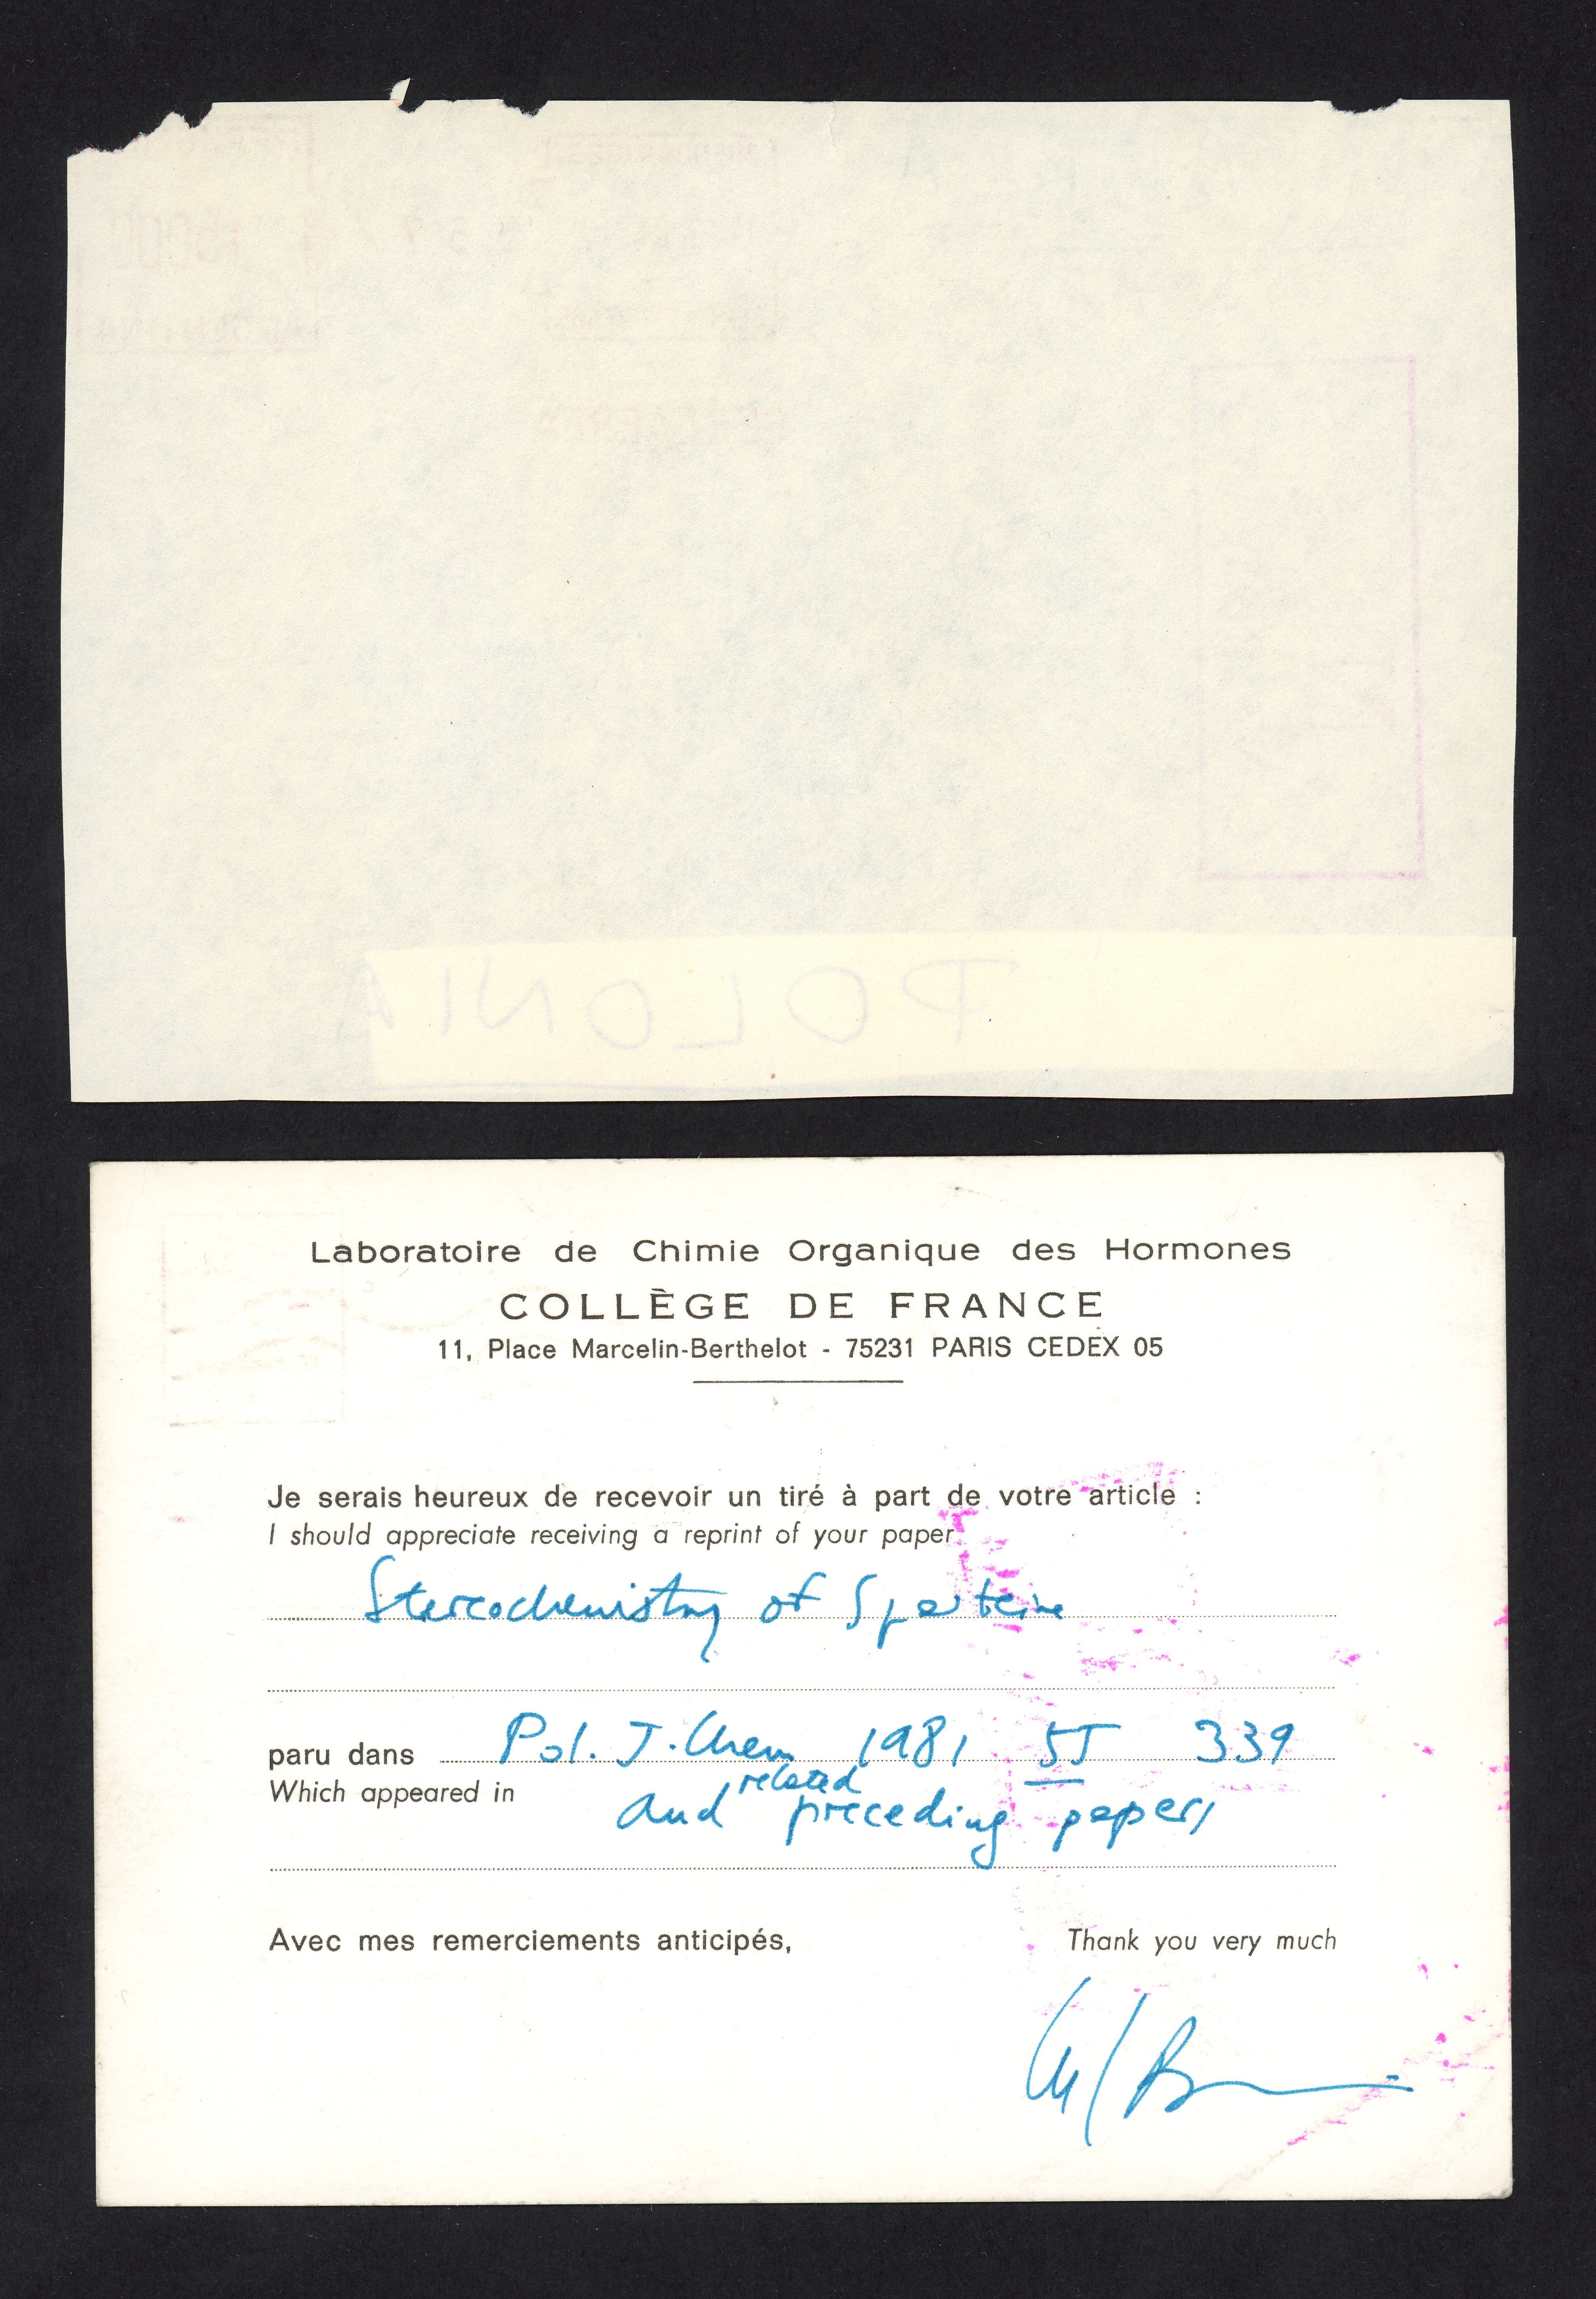 POLONIA
Laboratoire de Chimie Organique des Hormones
COLLÈGE DE FRANCE
11, Place Marcelin-Berthelot - 75231 PARIS CEDEX 05
Je serais heureux de recevoir un tiré à part de votre article :
I should appreciate receiving a reprint of your paper
Stereochemistry of Sparteine
paru dans Pol. J. Chem 1981 55 339
Which appeared in
related
and preceding papers
Avec mes remerciements anticipés, Thank you very much